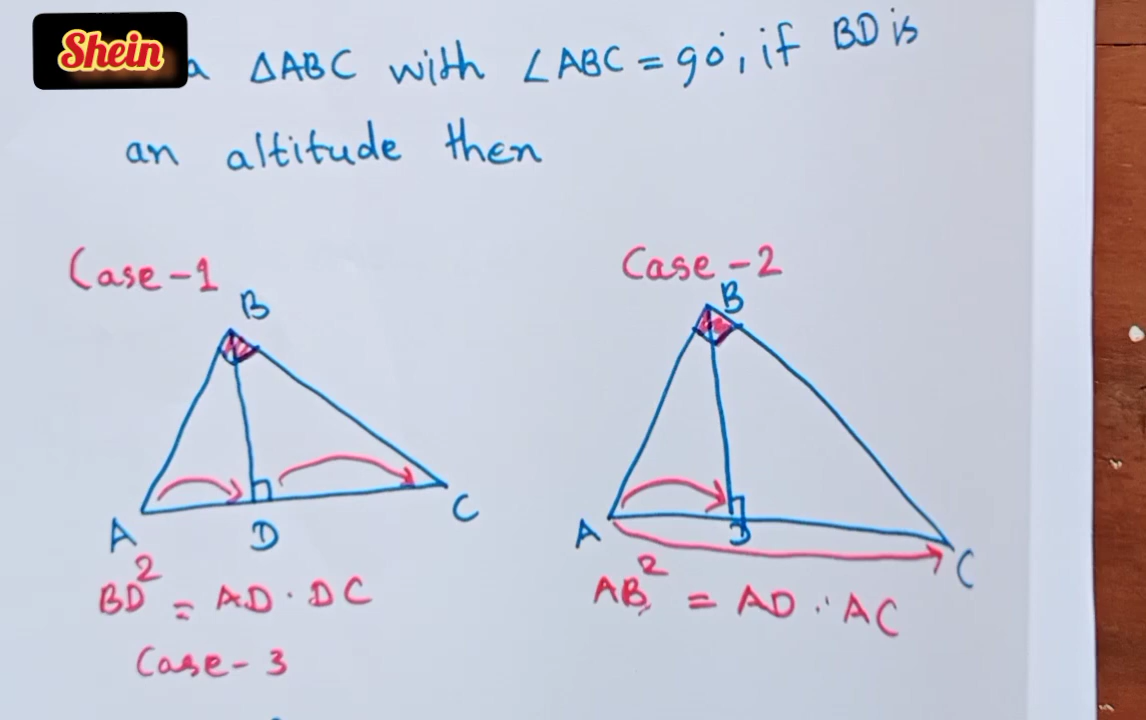 Shein
a ΔABC with ∠ABC = 90°, if BD is
an altitude then
Case-1
Case-2
B
B
A
D
C
A
D
C
BD² = AD · DC
AB² = AD · AC
Case-3